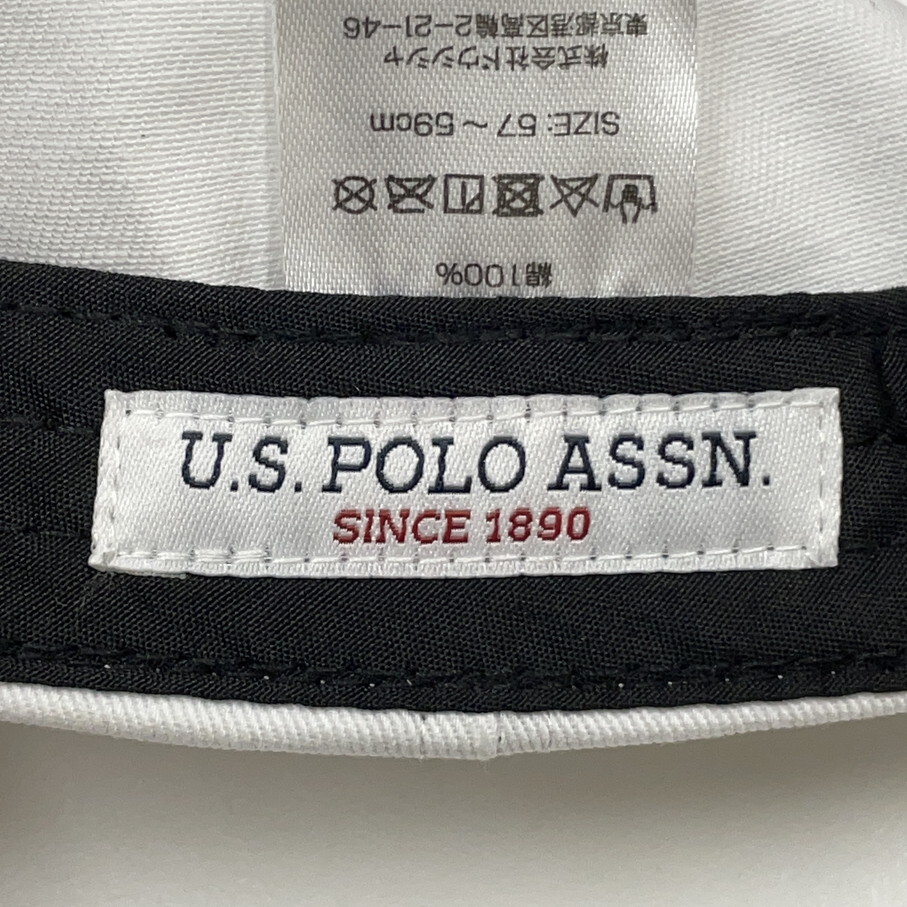 綿100%
SIZE: 57~59cm
株式会社ドウシシャ
東京都港区高輪2-21-46
U.S. POLO ASSN.
SINCE 1890